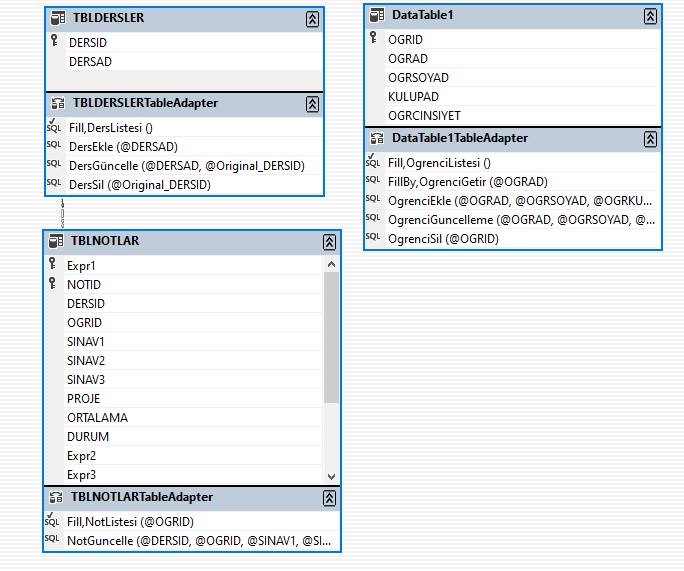 TBLDERSLER
DERSID
DERSAD
TBLDERSLERTableAdapter
SQL Fill,DersListesi ()
SQL DersEkle (@DERSAD)
SQL DersGüncelle (@DERSAD, @Original_DERSID)
SQL DersSil (@Original_DERSID)
DataTable1
OGRID
OGRAD
OGRSOYAD
KULUPAD
OGRCINSIYET
DataTable1TableAdapter
SQL Fill,OgrenciListesi ()
SQL FillBy,OgrenciGetir (@OGRAD)
SQL OgrenciEkle (@OGRAD, @OGRSOYAD, @OGRKU...
SQL OgrenciGuncelleme (@OGRAD, @OGRSOYAD, @...
SQL OgrenciSil (@OGRID)
TBLNOTLAR
Expr1
NOTID
DERSID
OGRID
SINAV1
SINAV2
SINAV3
PROJE
ORTALAMA
DURUM
Expr2
Expr3
TBLNOTLARTableAdapter
SQL Fill,NotListesi (@OGRID)
SQL NotGuncelle (@DERSID, @OGRID, @SINAV1, @SI...